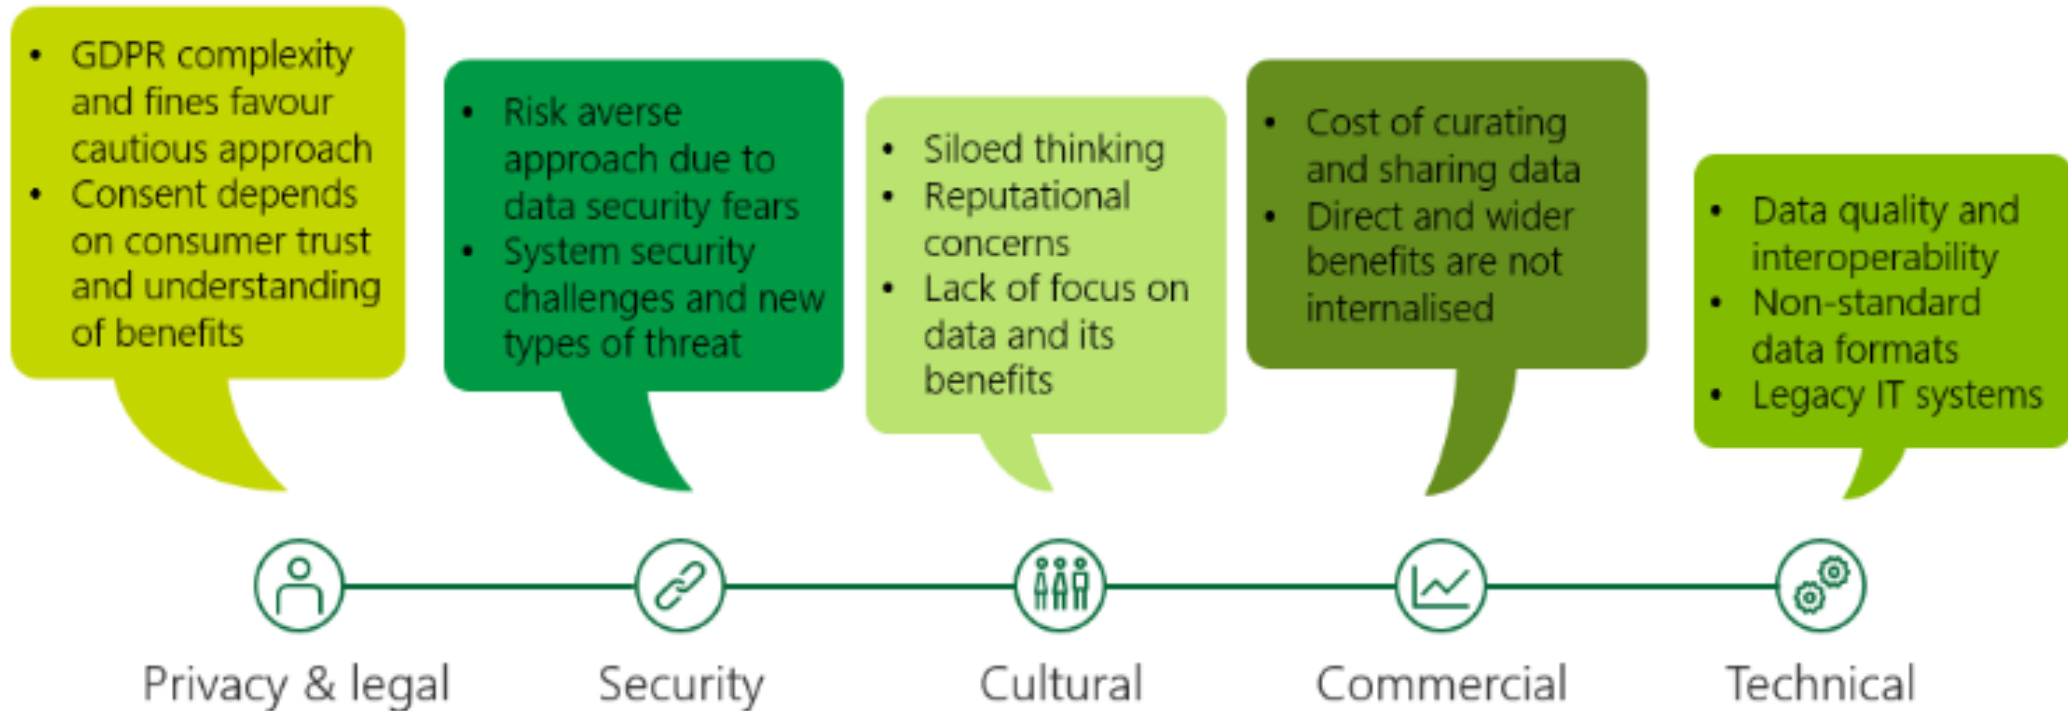 • GDPR complexity
and fines favour
cautious approach
• Consent depends
on consumer trust
and understanding
of benefits
• Risk averse
approach due to
data security fears
• System security
challenges and new
types of threat
• Siloed thinking
• Reputational
concerns
• Lack of focus on
data and its
benefits
• Cost of curating
and sharing data
• Direct and wider
benefits are not
internalised
• Data quality and
interoperability
• Non-standard
data formats
• Legacy IT systems
Privacy & legal
Security
Cultural
Commercial
Technical